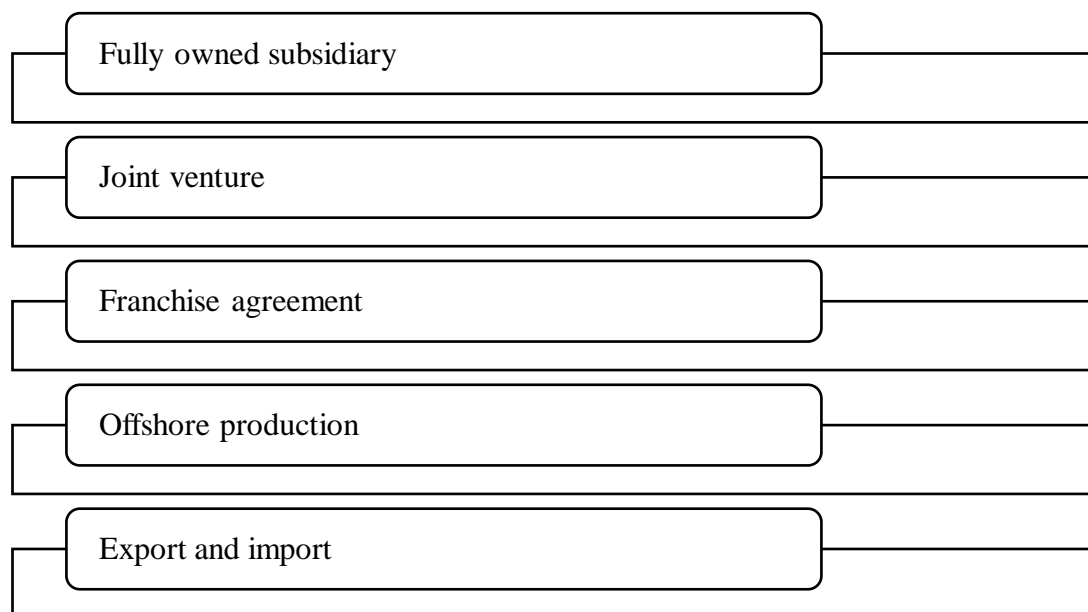 Fully owned subsidiary
Joint venture
Franchise agreement
Offshore production
Export and import